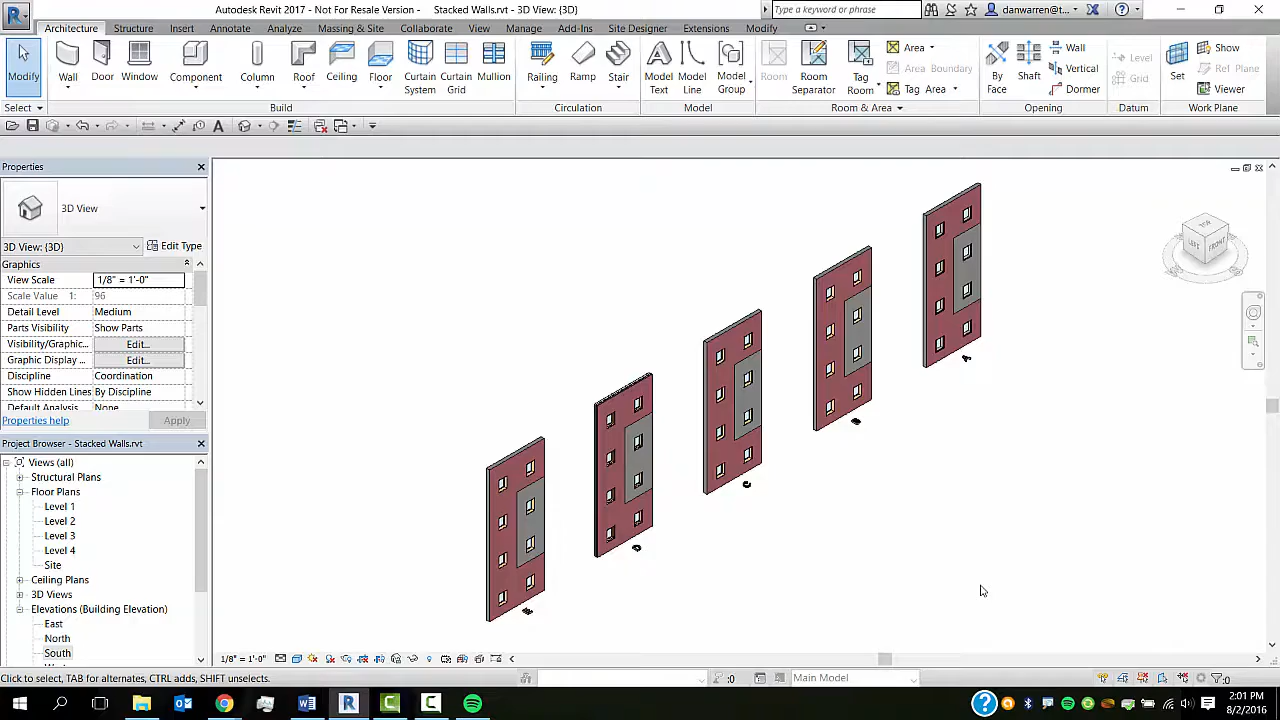 Autodesk Revit 2017 - Not For Resale Version - Stacked Walls.rvt - 3D View: {3D}
Type a keyword or phrase
danwarren@t...
Architecture Structure Insert Annotate Analyze Massing & Site Collaborate View Manage Add-Ins Site Designer Extensions Modify
Modify Wall Door Window Component Column Roof Ceiling Floor Curtain System Curtain Grid Mullion Railing Ramp Stair Model Text Model Line Model Group Room Room Separator Tag Room
Area
Area Boundary
Tag Area
By Face Shaft
Wall
Vertical
Dormer
Level
Grid
Set
Show
Ref Plane
Viewer
Select Build Circulation Model Room & Area Opening Datum Work Plane
Properties
3D View
3D View: {3D} Edit Type
Graphics
View Scale 1/8" = 1'-0"
Scale Value 1: 96
Detail Level Medium
Parts Visibility Show Parts
Visibility/Graphic... Edit...
Graphic Display ... Edit...
Discipline Coordination
Show Hidden Lines By Discipline
Default Analysis None
Properties help Apply
Project Browser - Stacked Walls.rvt
Views (all)
Structural Plans
Floor Plans
Level 1
Level 2
Level 3
Level 4
Site
Ceiling Plans
3D Views
Elevations (Building Elevation)
East
North
South
LEFT FRONT
1/8" = 1'-0"
Click to select, TAB for alternates, CTRL adds, SHIFT unselects.
:0
Main Model
:0
2:01 PM
8/2/2016